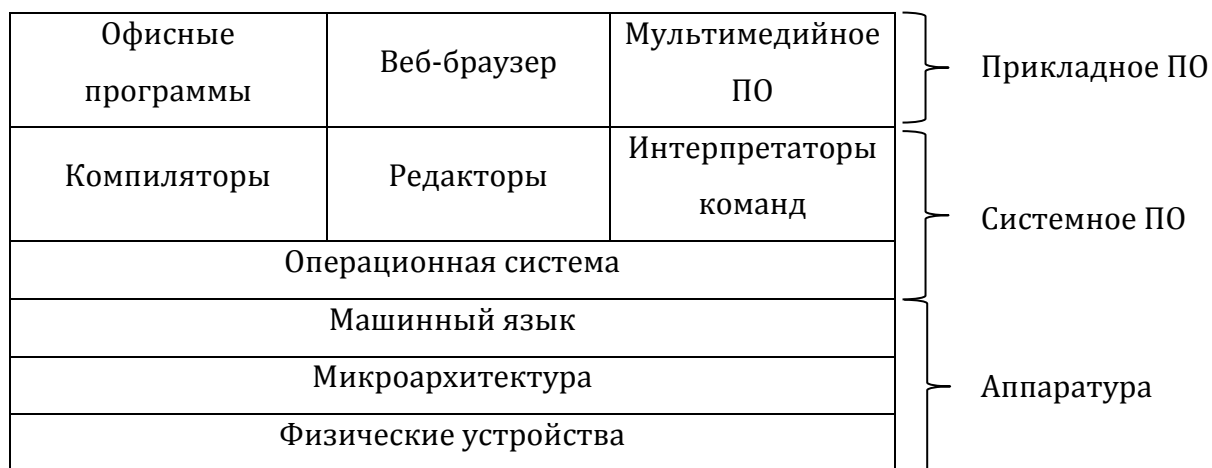 Офисные
программы
Веб-браузер
Мультимедийное
ПО
Прикладное ПО
Компиляторы
Редакторы
Интерпретаторы
команд
Системное ПО
Операционная система
Машинный язык
Микроархитектура
Аппаратура
Физические устройства